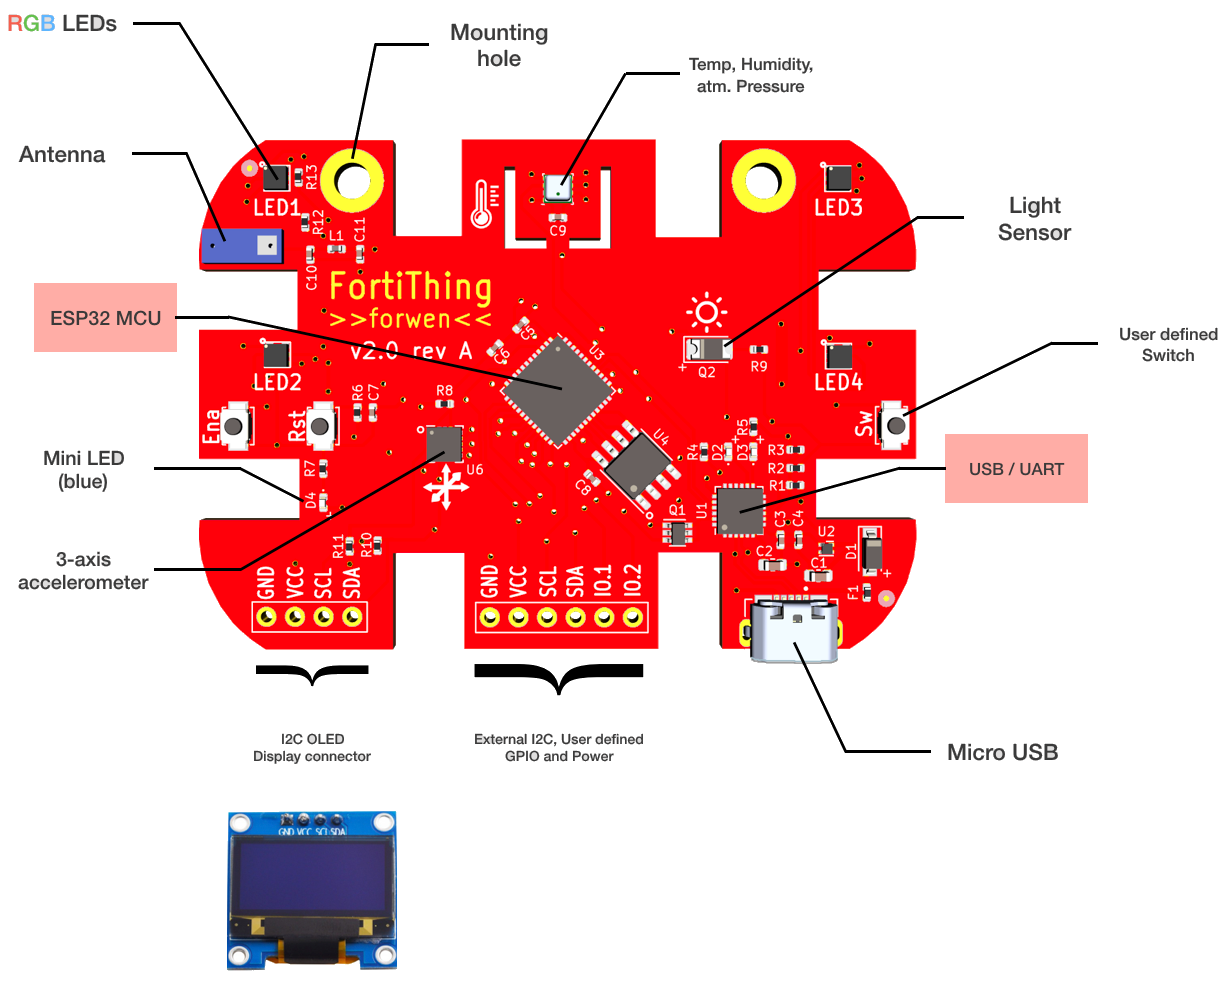 RGB LEDs
Mounting
hole
Temp, Humidity,
atm. Pressure
Antenna
R13
LED1
R12
L1
C11
C10
C9
LED3
Light
Sensor
FortiThing
>>forwen<<
v2.0 rev A
ESP32 MCU
C5
C6
U3
+
Q2
R9
User defined
Switch
LED2
LED4
R8
R6
C7
Ena
Rst
Sw
U6
U4
C8
R4
D2
+
D3
+
R5
R3
R2
R1
USB / UART
Mini LED
(blue)
R7
D4
U1
Q1
C3
C4
U2
D1
+
C2
C1
F1
R11
R10
3-axis
accelerometer
GND VCC SCL SDA
GND VCC SCL SDA IO.1 IO.2
I2C OLED
Display connector
External I2C, User defined
GPIO and Power
Micro USB
GND VCC SCL SDA